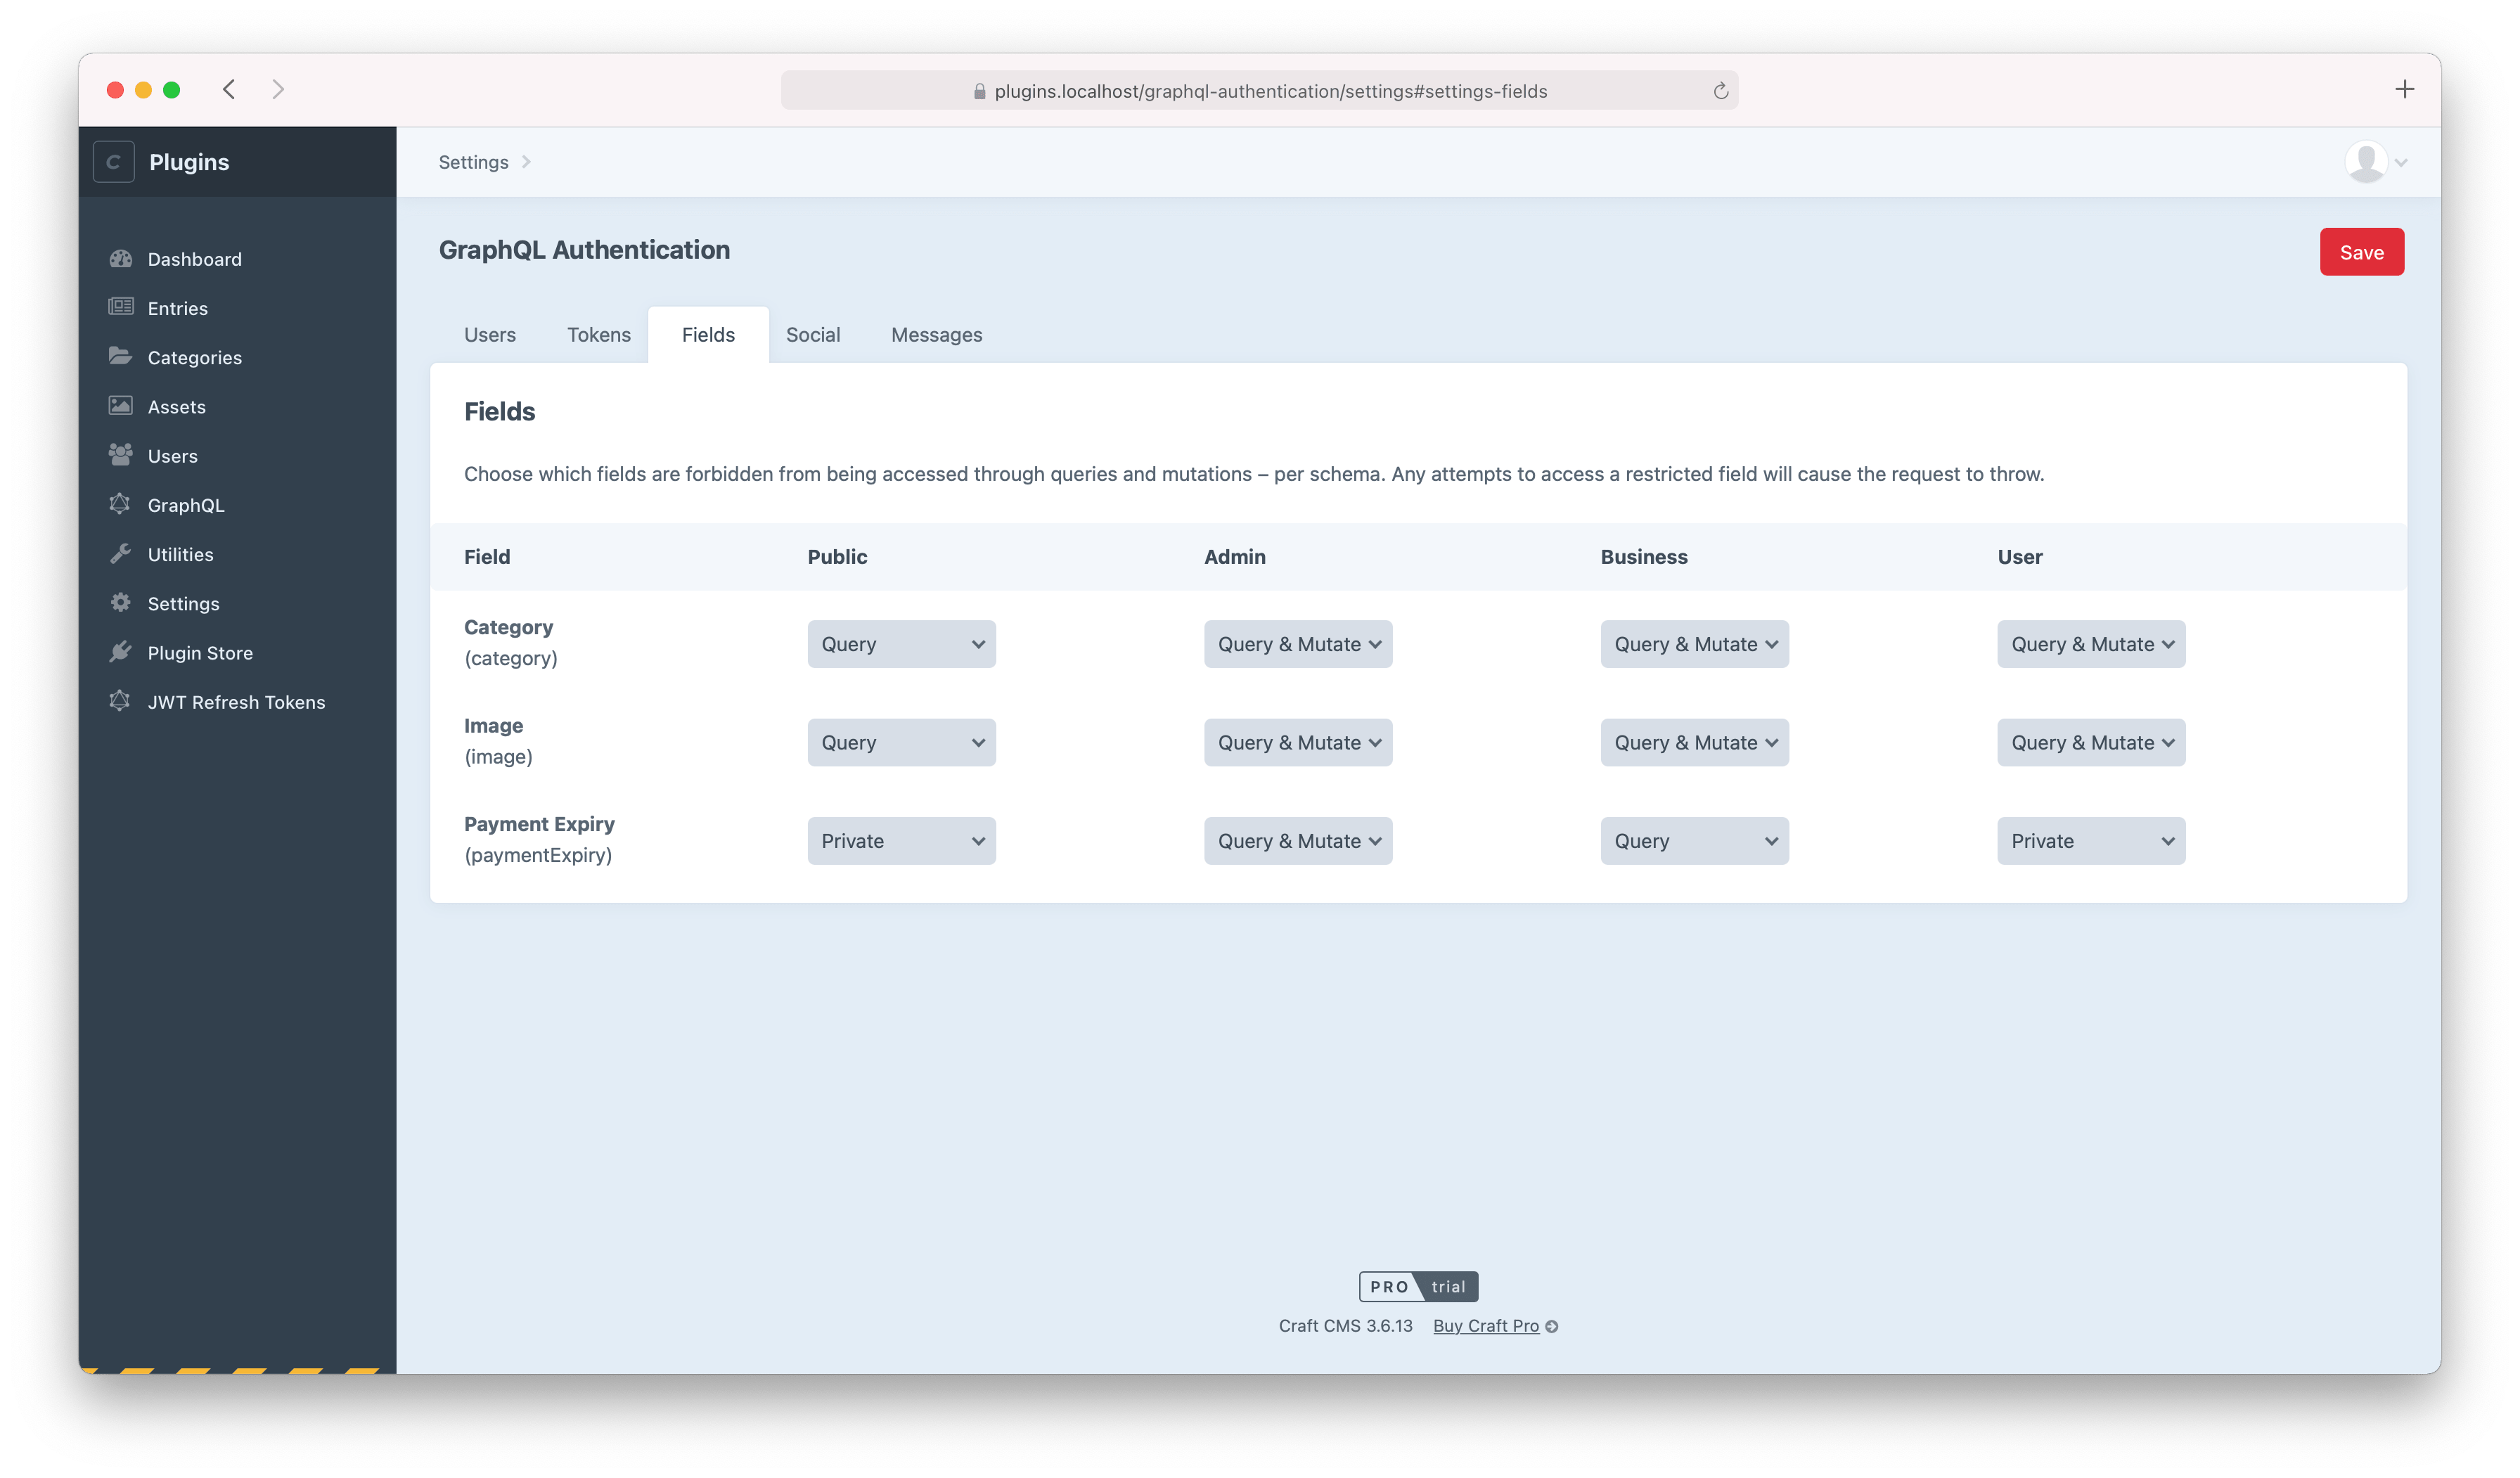 plugins.localhost/graphql-authentication/settings#settings-fields
C Plugins
Settings
Dashboard
Entries
Categories
Assets
Users
GraphQL
Utilities
Settings
Plugin Store
JWT Refresh Tokens
GraphQL Authentication
Save
Users Tokens Fields Social Messages
Fields
Choose which fields are forbidden from being accessed through queries and mutations – per schema. Any attempts to access a restricted field will cause the request to throw.
Field Public Admin Business User
Category
(category)
Query Query & Mutate Query & Mutate Query & Mutate
Image
(image)
Query Query & Mutate Query & Mutate Query & Mutate
Payment Expiry
(paymentExpiry)
Private Query & Mutate Query Private
PRO trial
Craft CMS 3.6.13 Buy Craft Pro